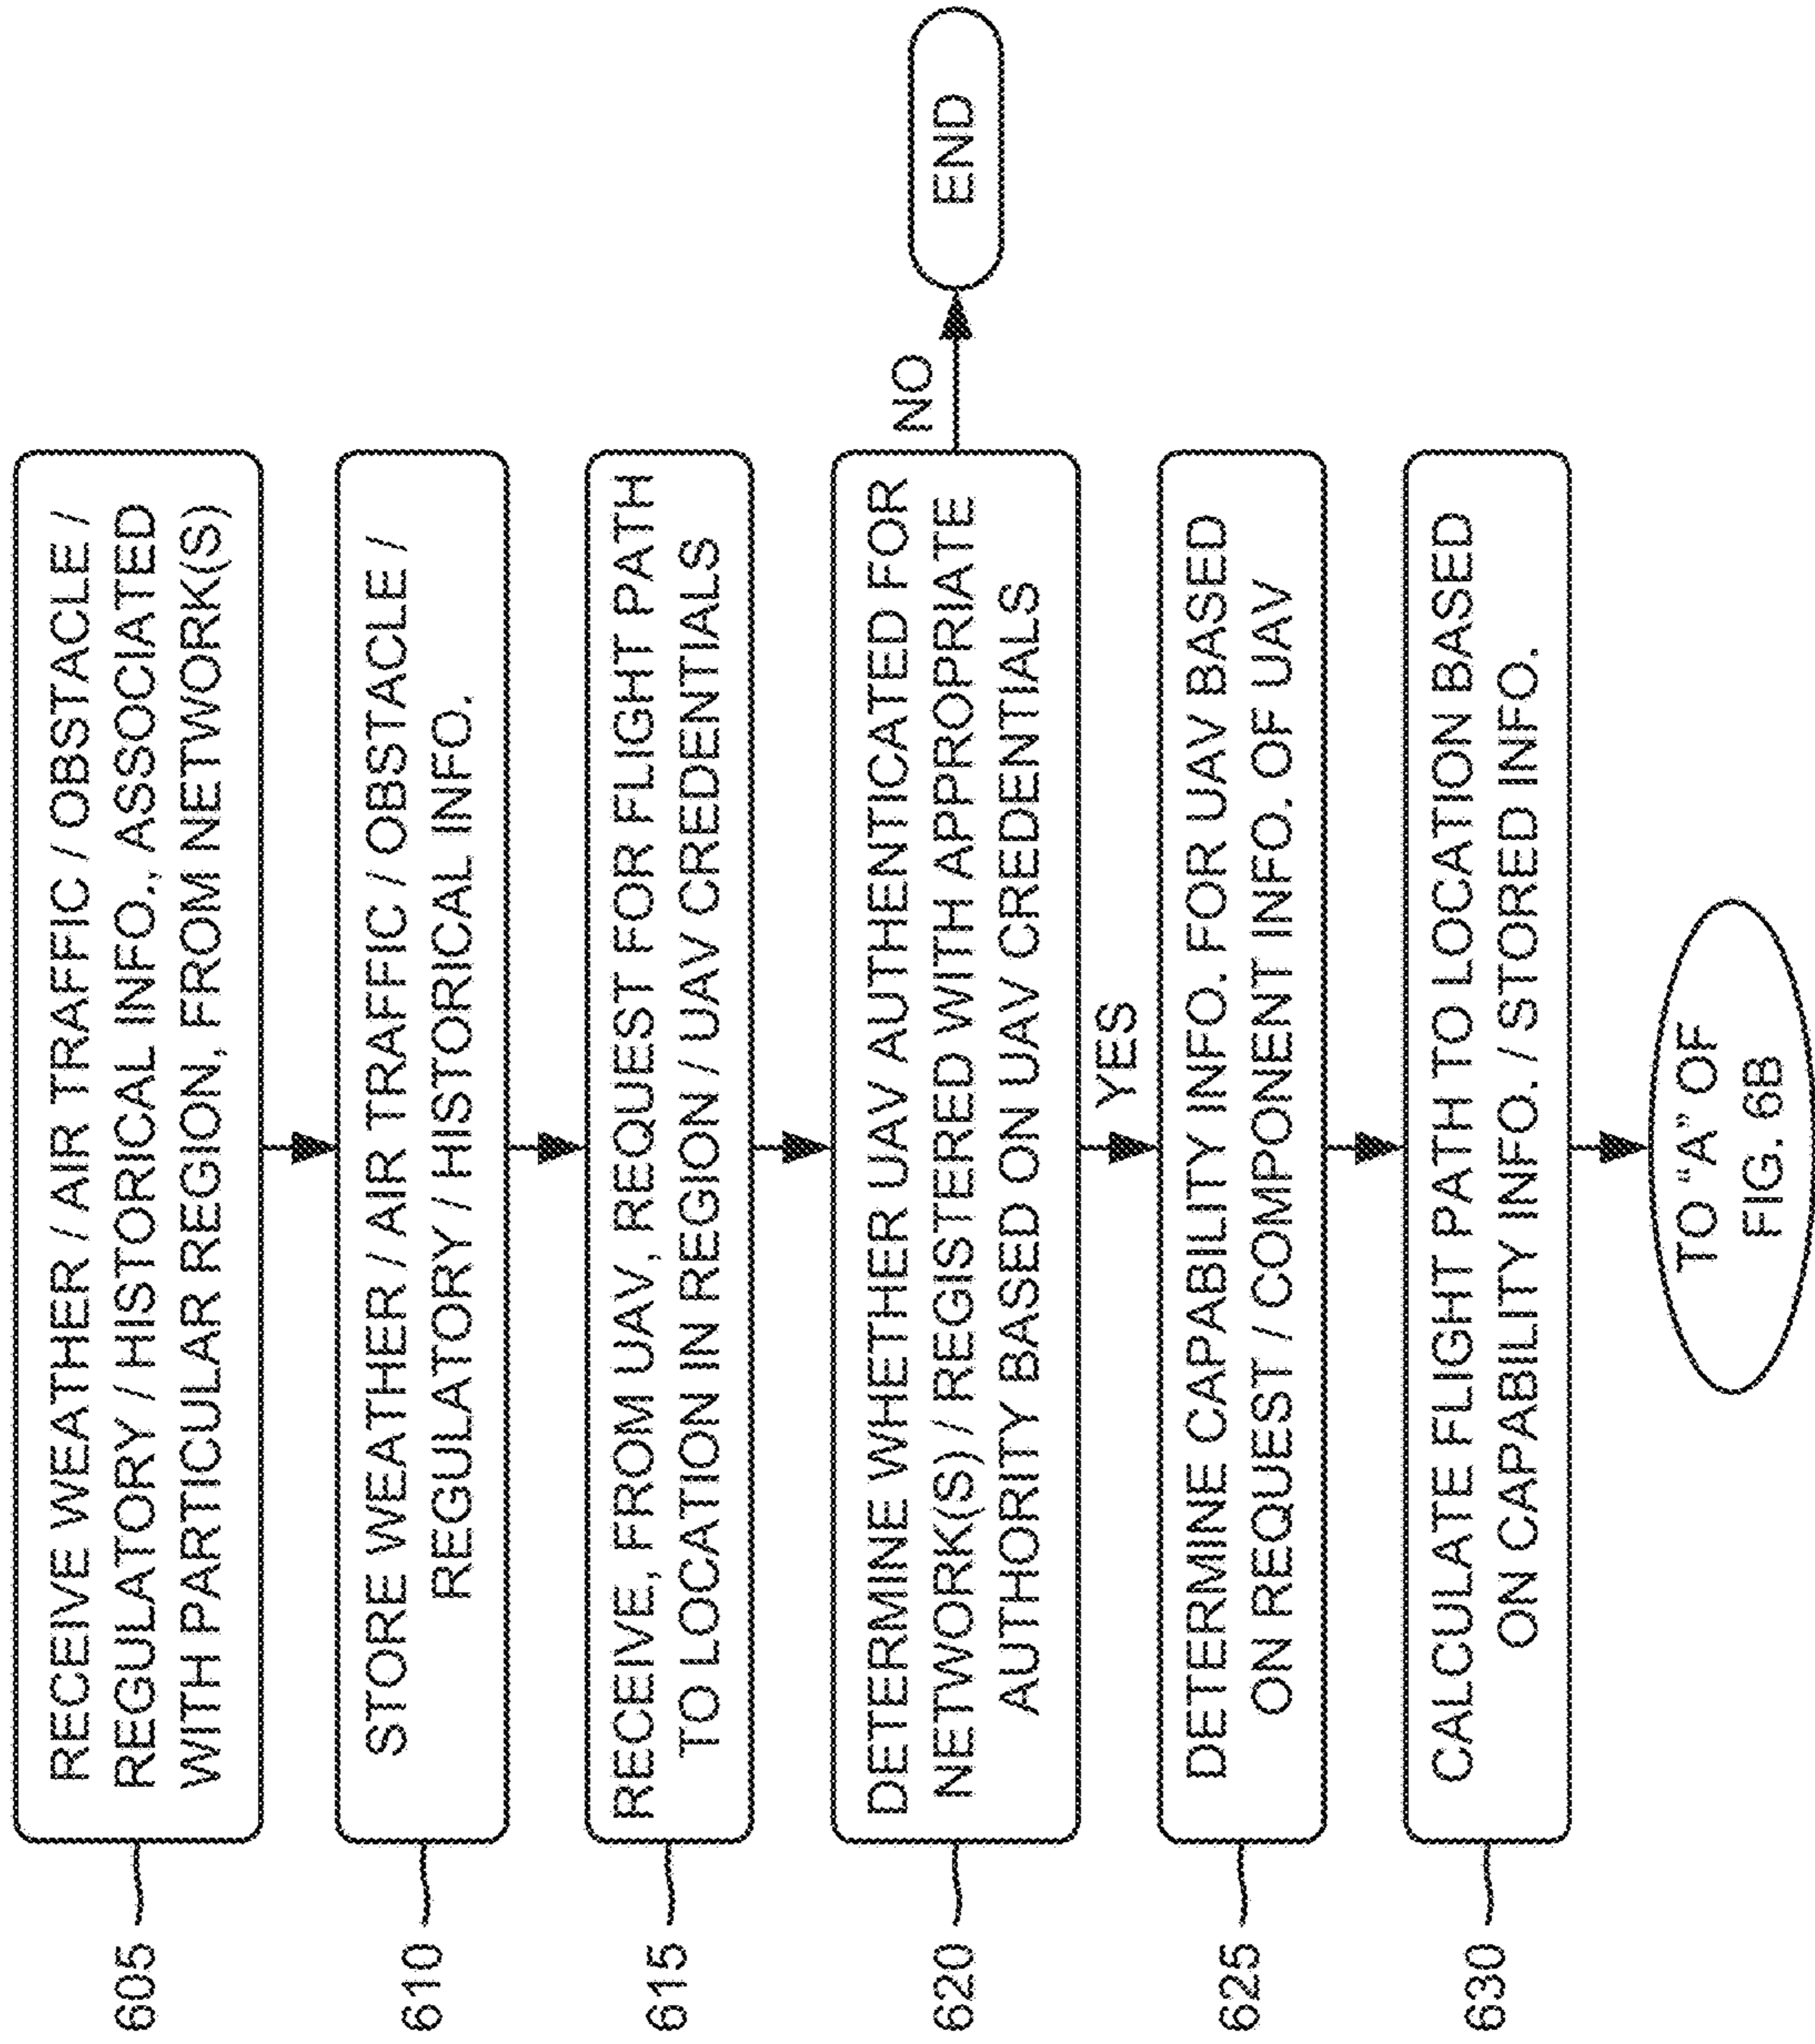 605
RECEIVE WEATHER / AIR TRAFFIC / OBSTACLE /
REGULATORY / HISTORICAL INFO., ASSOCIATED
WITH PARTICULAR REGION, FROM NETWORK(S)
610
STORE WEATHER / AIR TRAFFIC / OBSTACLE /
REGULATORY / HISTORICAL INFO.
615
RECEIVE, FROM UAV, REQUEST FOR FLIGHT PATH
TO LOCATION IN REGION / UAV CREDENTIALS
620
DETERMINE WHETHER UAV AUTHENTICATED FOR
NETWORK(S) / REGISTERED WITH APPROPRIATE
AUTHORITY BASED ON UAV CREDENTIALS
NO
END
YES
625
DETERMINE CAPABILITY INFO. FOR UAV BASED
ON REQUEST / COMPONENT INFO. OF UAV
630
CALCULATE FLIGHT PATH TO LOCATION BASED
ON CAPABILITY INFO. / STORED INFO.
TO "A" OF
FIG. 6B